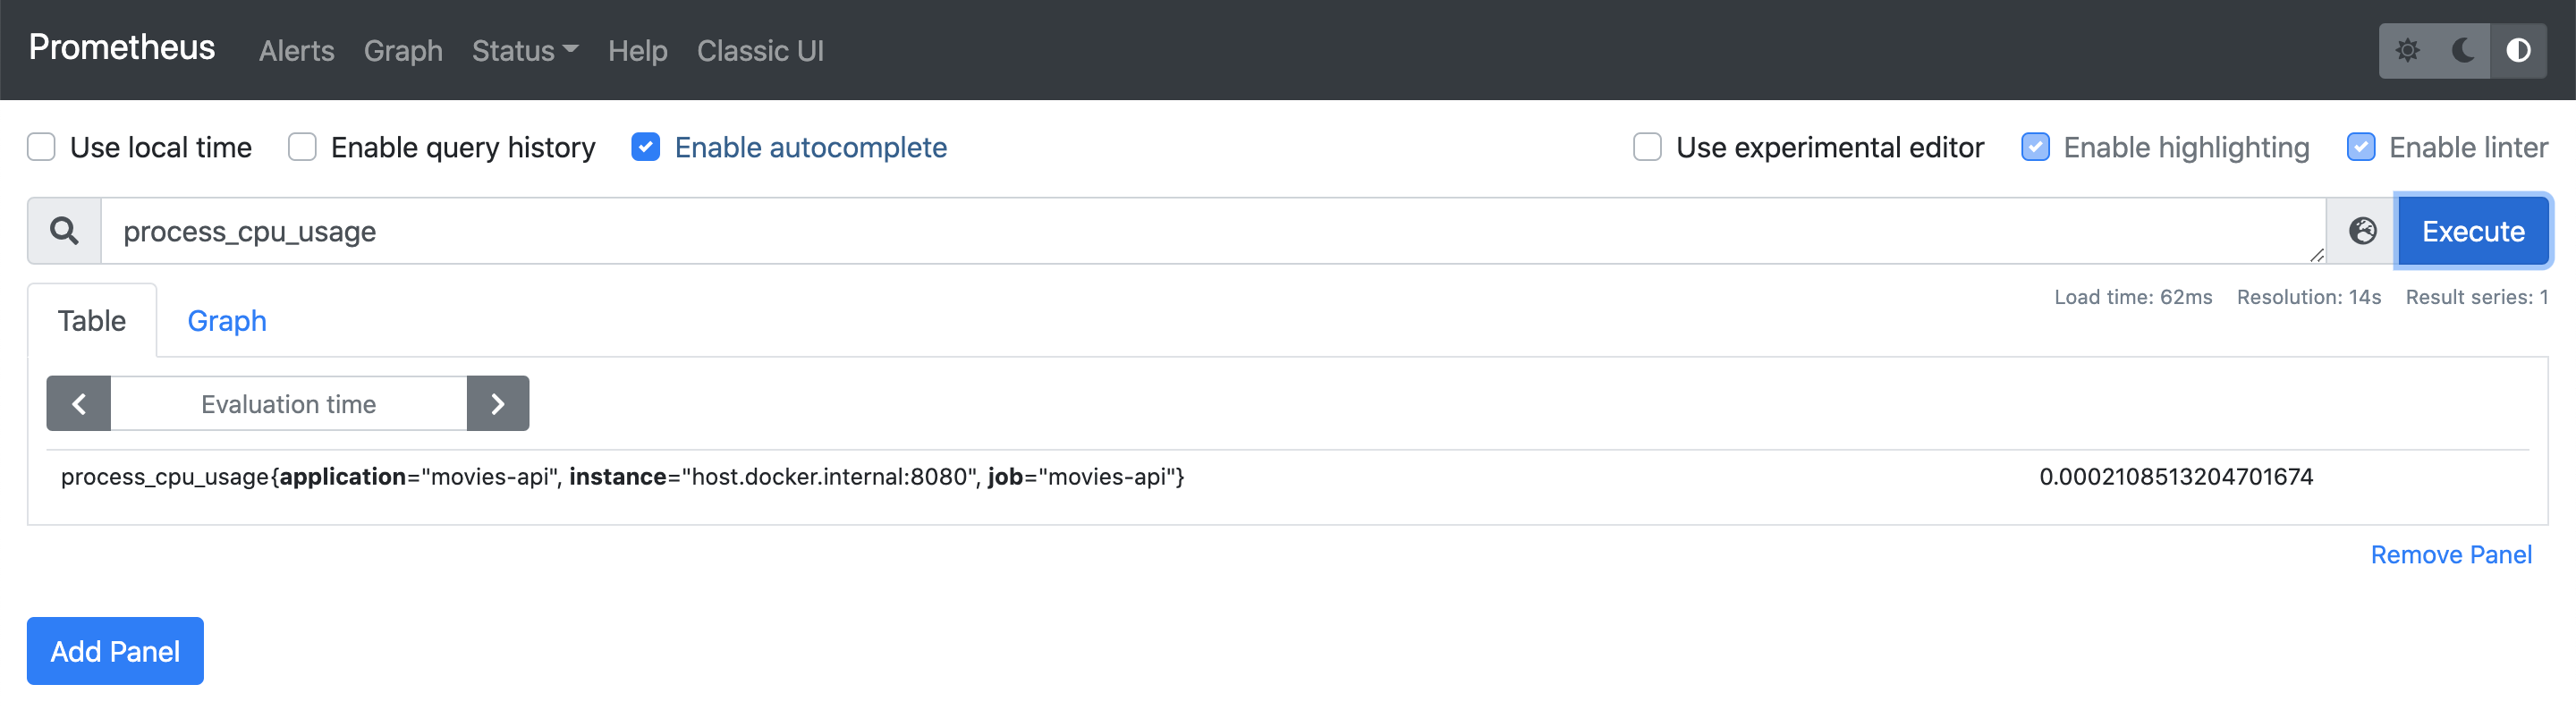 Prometheus Alerts Graph Status Help Classic UI
Use local time Enable query history Enable autocomplete Use experimental editor Enable highlighting Enable linter
process_cpu_usage Execute
Load time: 62ms Resolution: 14s Result series: 1
Table Graph
Evaluation time
process_cpu_usage{application="movies-api", instance="host.docker.internal:8080", job="movies-api"} 0.0002108513204701674
Remove Panel
Add Panel